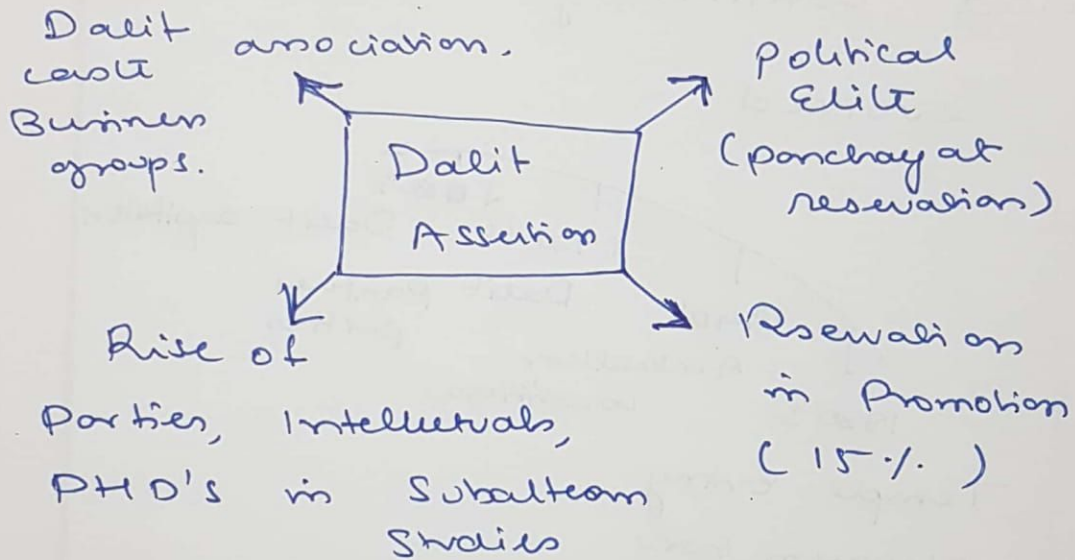 Dalit association.
caste
Business
groups.
Political
Elite
(panchayat
reservation)
Dalit
Assertion
Rise of
Parties, Intellectuals,
PHD's in Subaltern
Studies
Reservation
in Promotion
(15%)